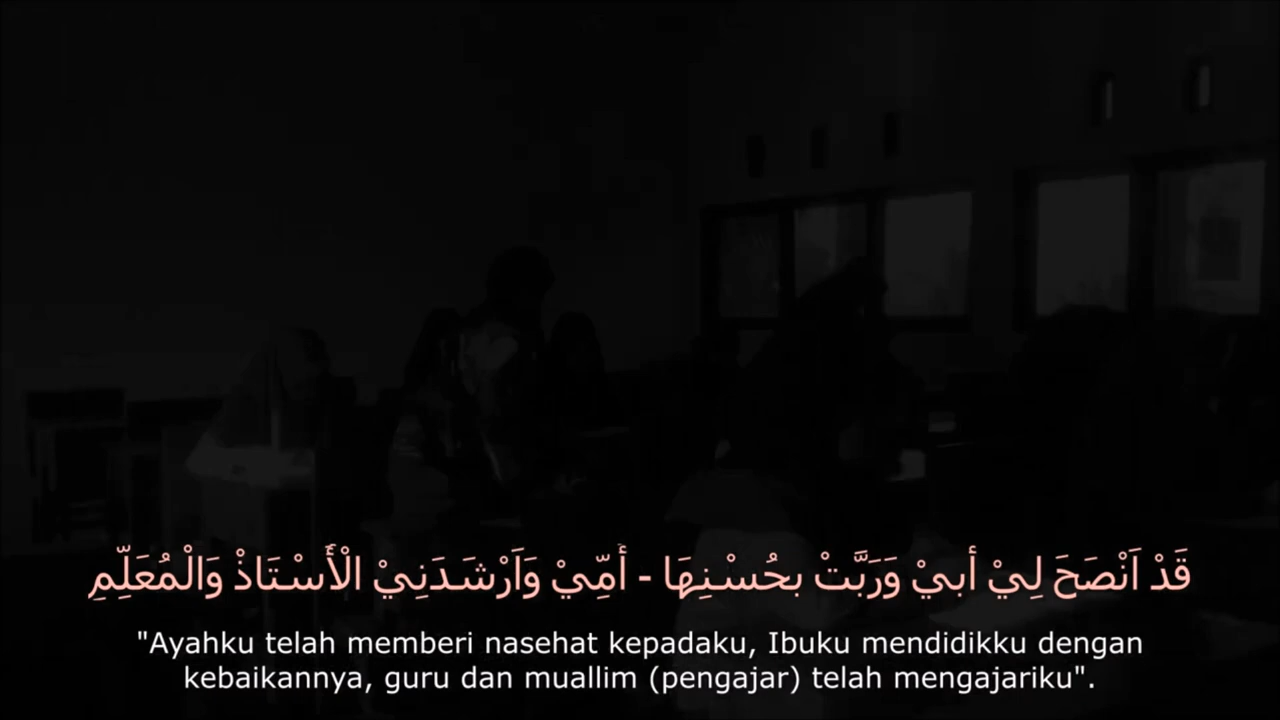 قَدْ اَنْصَحَ لِيْ أبيْ وَرَبَّتْ بحُسْنِهَا - أَمِّيْ وَاَرْشَدَنِيْ الْأَسْتَاذْ وَالْمُعَلِّمِ
"Ayahku telah memberi nasehat kepadaku, Ibuku mendidikku dengan
kebaikannya, guru dan muallim (pengajar) telah mengajariku".